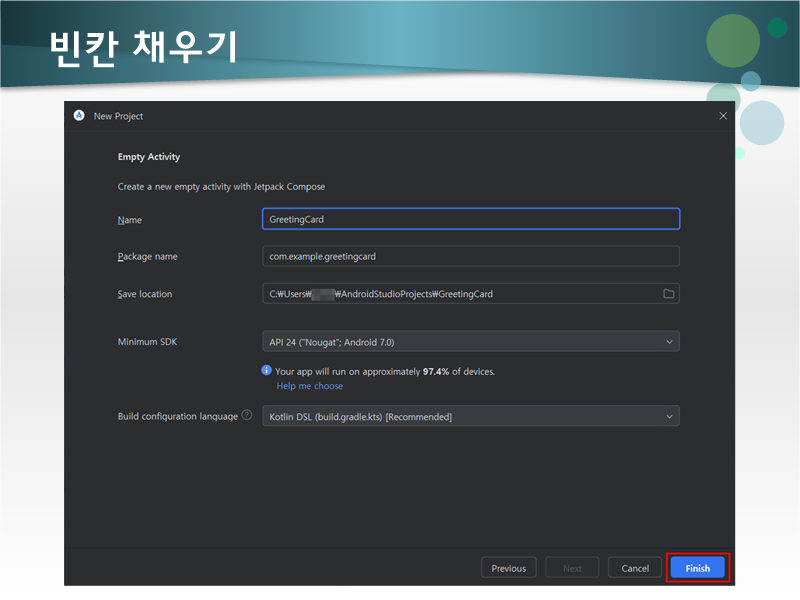 빈칸 채우기
New Project
Empty Activity
Create a new empty activity with Jetpack Compose
Name
GreetingCard
Package name
com.example.greetingcard
Save location
C:₩Users₩ ₩AndroidStudioProjects₩GreetingCard
Minimum SDK
API 24 ("Nougat"; Android 7.0)
Your app will run on approximately 97.4% of devices.
Help me choose
Build configuration language ?
Kotlin DSL (build.gradle.kts) [Recommended]
Previous
Next
Cancel
Finish